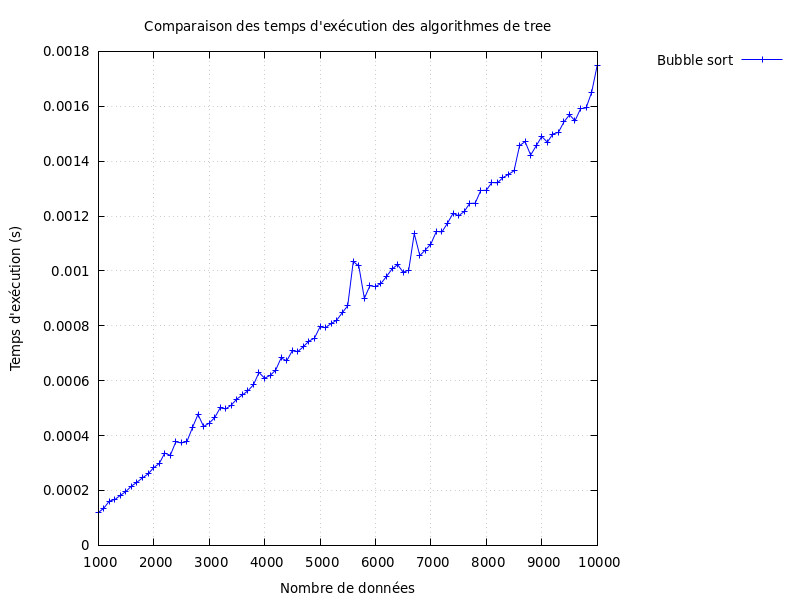 Comparaison des temps d'exécution des algorithmes de tree
Bubble sort
Temps d'exécution (s)
0.0018
0.0016
0.0014
0.0012
0.001
0.0008
0.0006
0.0004
0.0002
0
1000 2000 3000 4000 5000 6000 7000 8000 9000 10000
Nombre de données